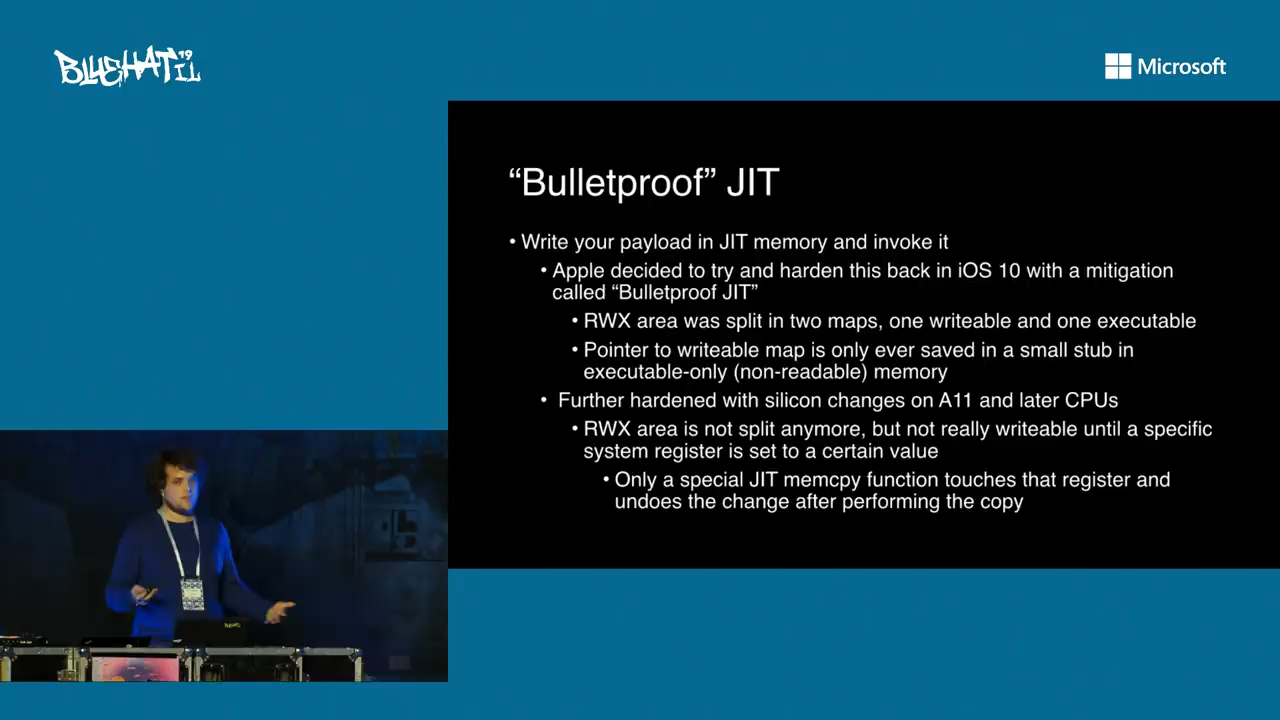 BLUEHAT IL 19
Microsoft
“Bulletproof” JIT
• Write your payload in JIT memory and invoke it
• Apple decided to try and harden this back in iOS 10 with a mitigation
called “Bulletproof JIT”
• RWX area was split in two maps, one writeable and one executable
• Pointer to writeable map is only ever saved in a small stub in
executable-only (non-readable) memory
• Further hardened with silicon changes on A11 and later CPUs
• RWX area is not split anymore, but not really writeable until a specific
system register is set to a certain value
• Only a special JIT memcpy function touches that register and
undoes the change after performing the copy